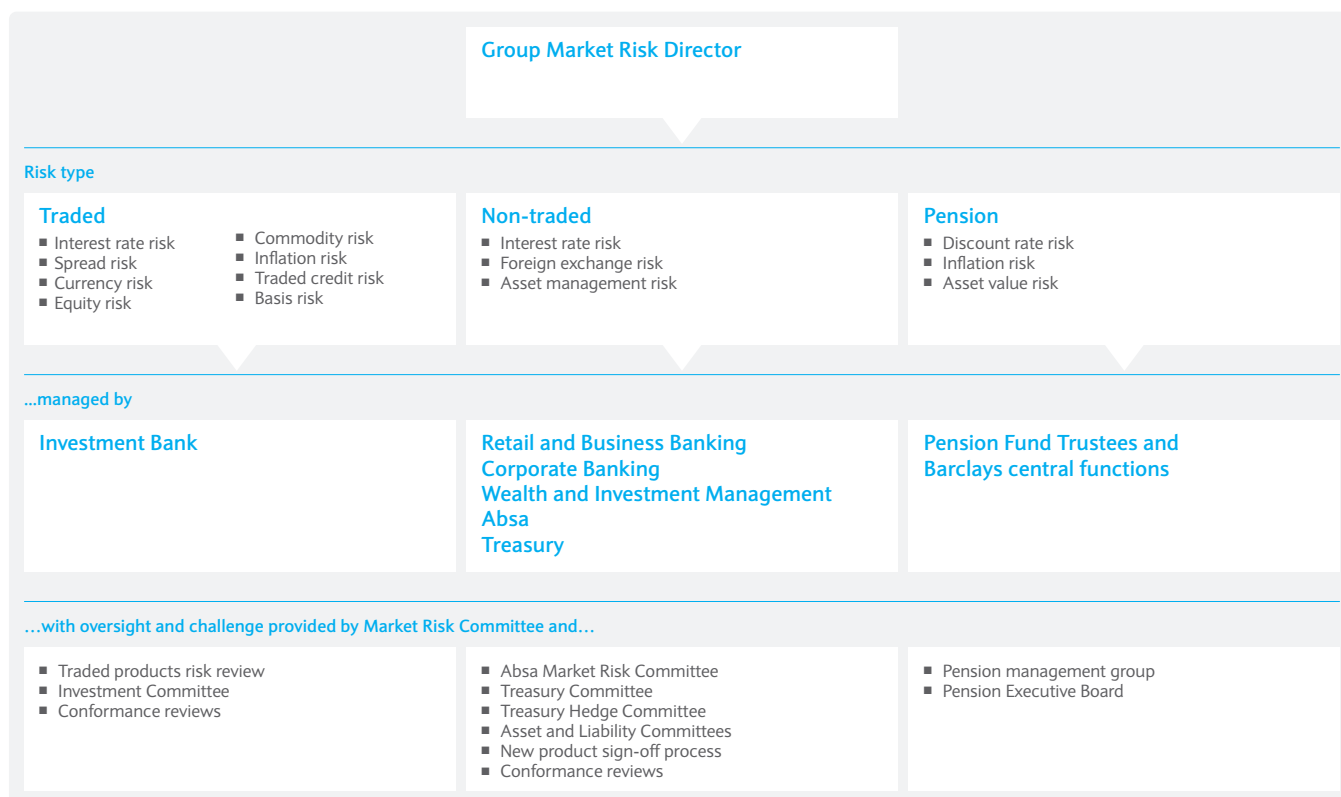 Group Market Risk Director
Risk type
Traded
■ Interest rate risk
■ Spread risk
■ Currency risk
■ Equity risk
■ Commodity risk
■ Inflation risk
■ Traded credit risk
■ Basis risk
Non-traded
■ Interest rate risk
■ Foreign exchange risk
■ Asset management risk
Pension
■ Discount rate risk
■ Inflation risk
■ Asset value risk
...managed by
Investment Bank
Retail and Business Banking
Corporate Banking
Wealth and Investment Management
Absa
Treasury
Pension Fund Trustees and
Barclays central functions
…with oversight and challenge provided by Market Risk Committee and…
■ Traded products risk review
■ Investment Committee
■ Conformance reviews
■ Absa Market Risk Committee
■ Treasury Committee
■ Treasury Hedge Committee
■ Asset and Liability Committees
■ New product sign-off process
■ Conformance reviews
■ Pension management group
■ Pension Executive Board